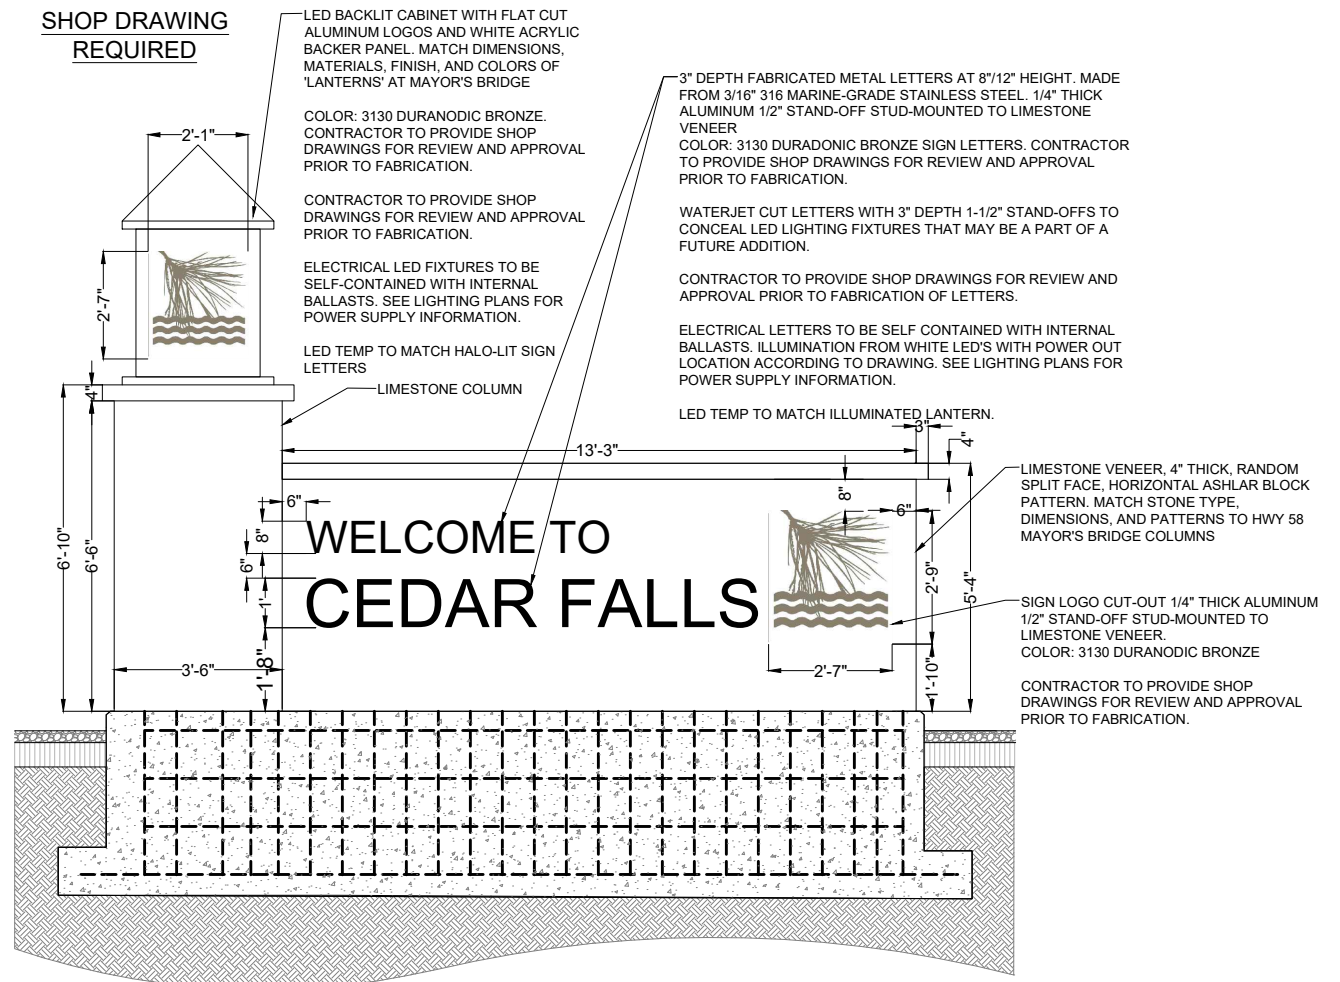 SHOP DRAWING
REQUIRED
LED BACKLIT CABINET WITH FLAT CUT
ALUMINUM LOGOS AND WHITE ACRYLIC
BACKER PANEL. MATCH DIMENSIONS,
MATERIALS, FINISH, AND COLORS OF
'LANTERNS' AT MAYOR'S BRIDGE
COLOR: 3130 DURANODIC BRONZE.
CONTRACTOR TO PROVIDE SHOP
DRAWINGS FOR REVIEW AND APPROVAL
PRIOR TO FABRICATION.
CONTRACTOR TO PROVIDE SHOP
DRAWINGS FOR REVIEW AND APPROVAL
PRIOR TO FABRICATION.
ELECTRICAL LED FIXTURES TO BE
SELF-CONTAINED WITH INTERNAL
BALLASTS. SEE LIGHTING PLANS FOR
POWER SUPPLY INFORMATION.
LED TEMP TO MATCH HALO-LIT SIGN
LETTERS
LIMESTONE COLUMN
3" DEPTH FABRICATED METAL LETTERS AT 8"/12" HEIGHT. MADE
FROM 3/16" 316 MARINE-GRADE STAINLESS STEEL. 1/4" THICK
ALUMINUM 1/2" STAND-OFF STUD-MOUNTED TO LIMESTONE
VENEER
COLOR: 3130 DURADONIC BRONZE SIGN LETTERS. CONTRACTOR
TO PROVIDE SHOP DRAWINGS FOR REVIEW AND APPROVAL
PRIOR TO FABRICATION.
WATERJET CUT LETTERS WITH 3" DEPTH 1-1/2" STAND-OFFS TO
CONCEAL LED LIGHTING FIXTURES THAT MAY BE A PART OF A
FUTURE ADDITION.
CONTRACTOR TO PROVIDE SHOP DRAWINGS FOR REVIEW AND
APPROVAL PRIOR TO FABRICATION OF LETTERS.
ELECTRICAL LETTERS TO BE SELF CONTAINED WITH INTERNAL
BALLASTS. ILLUMINATION FROM WHITE LED'S WITH POWER OUT
LOCATION ACCORDING TO DRAWING. SEE LIGHTING PLANS FOR
POWER SUPPLY INFORMATION.
LED TEMP TO MATCH ILLUMINATED LANTERN.
2'-1"
2'-7"
4"
6'-10"
6'-6"
3'-6"
13'-3"
3"
4"
6"
8"
6"
1'
1'-8"
WELCOME TO
CEDAR FALLS
8"
6"
2'-9"
5'-4"
2'-7"
1'-10"
LIMESTONE VENEER, 4" THICK, RANDOM
SPLIT FACE, HORIZONTAL ASHLAR BLOCK
PATTERN. MATCH STONE TYPE,
DIMENSIONS, AND PATTERNS TO HWY 58
MAYOR'S BRIDGE COLUMNS
SIGN LOGO CUT-OUT 1/4" THICK ALUMINUM
1/2" STAND-OFF STUD-MOUNTED TO
LIMESTONE VENEER.
COLOR: 3130 DURANODIC BRONZE
CONTRACTOR TO PROVIDE SHOP
DRAWINGS FOR REVIEW AND APPROVAL
PRIOR TO FABRICATION.